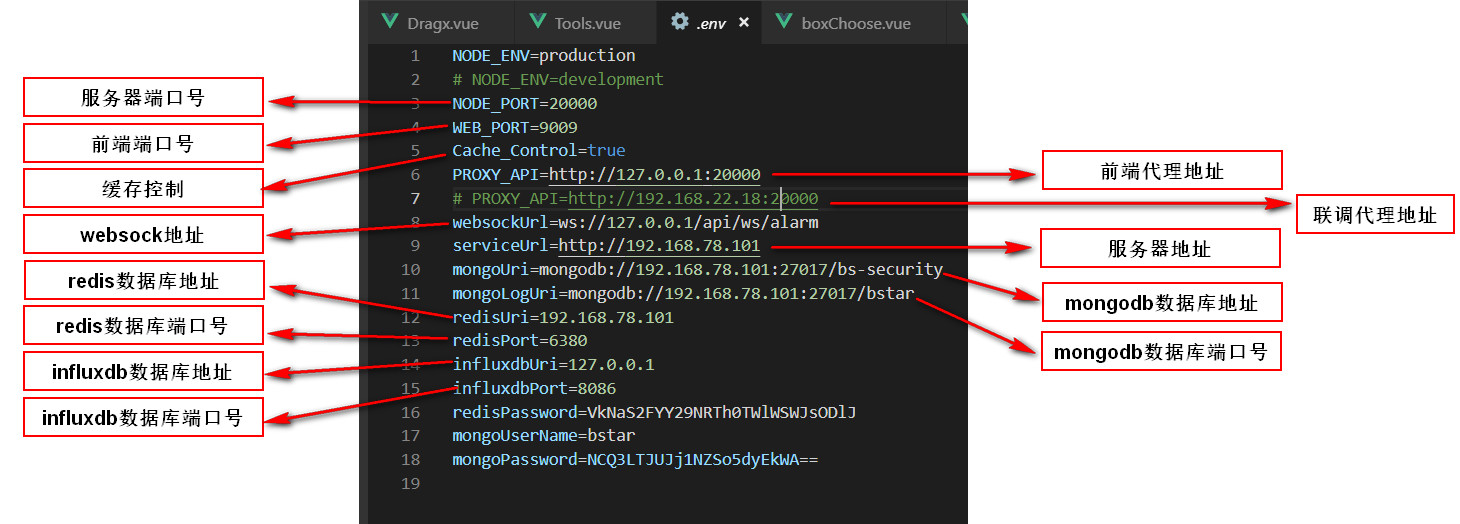 Dragx.vue
Tools.vue
.env
boxChoose.vue
1 NODE_ENV=production
2 # NODE_ENV=development
3 NODE_PORT=20000
4 WEB_PORT=9009
5 Cache_Control=true
6 PROXY_API=http://127.0.0.1:20000
7 # PROXY_API=http://192.168.22.18:20000
8 websockUrl=ws://127.0.0.1/api/ws/alarm
9 serviceUrl=http://192.168.78.101
10 mongoUri=mongodb://192.168.78.101:27017/bs-security
11 mongoLogUri=mongodb://192.168.78.101:27017/bstar
12 redisUri=192.168.78.101
13 redisPort=6380
14 influxdbUri=127.0.0.1
15 influxdbPort=8086
16 redisPassword=VkNaS2FYY29NRTh0TWlWSWJsODlJ
17 mongoUserName=bstar
18 mongoPassword=NCQ3LTJUJj1NZSo5dyEkWA==
19
服务器端口号
前端端口号
缓存控制
websock地址
redis数据库地址
redis数据库端口号
influxdb数据库地址
influxdb数据库端口号
前端代理地址
联调代理地址
服务器地址
mongodb数据库地址
mongodb数据库端口号